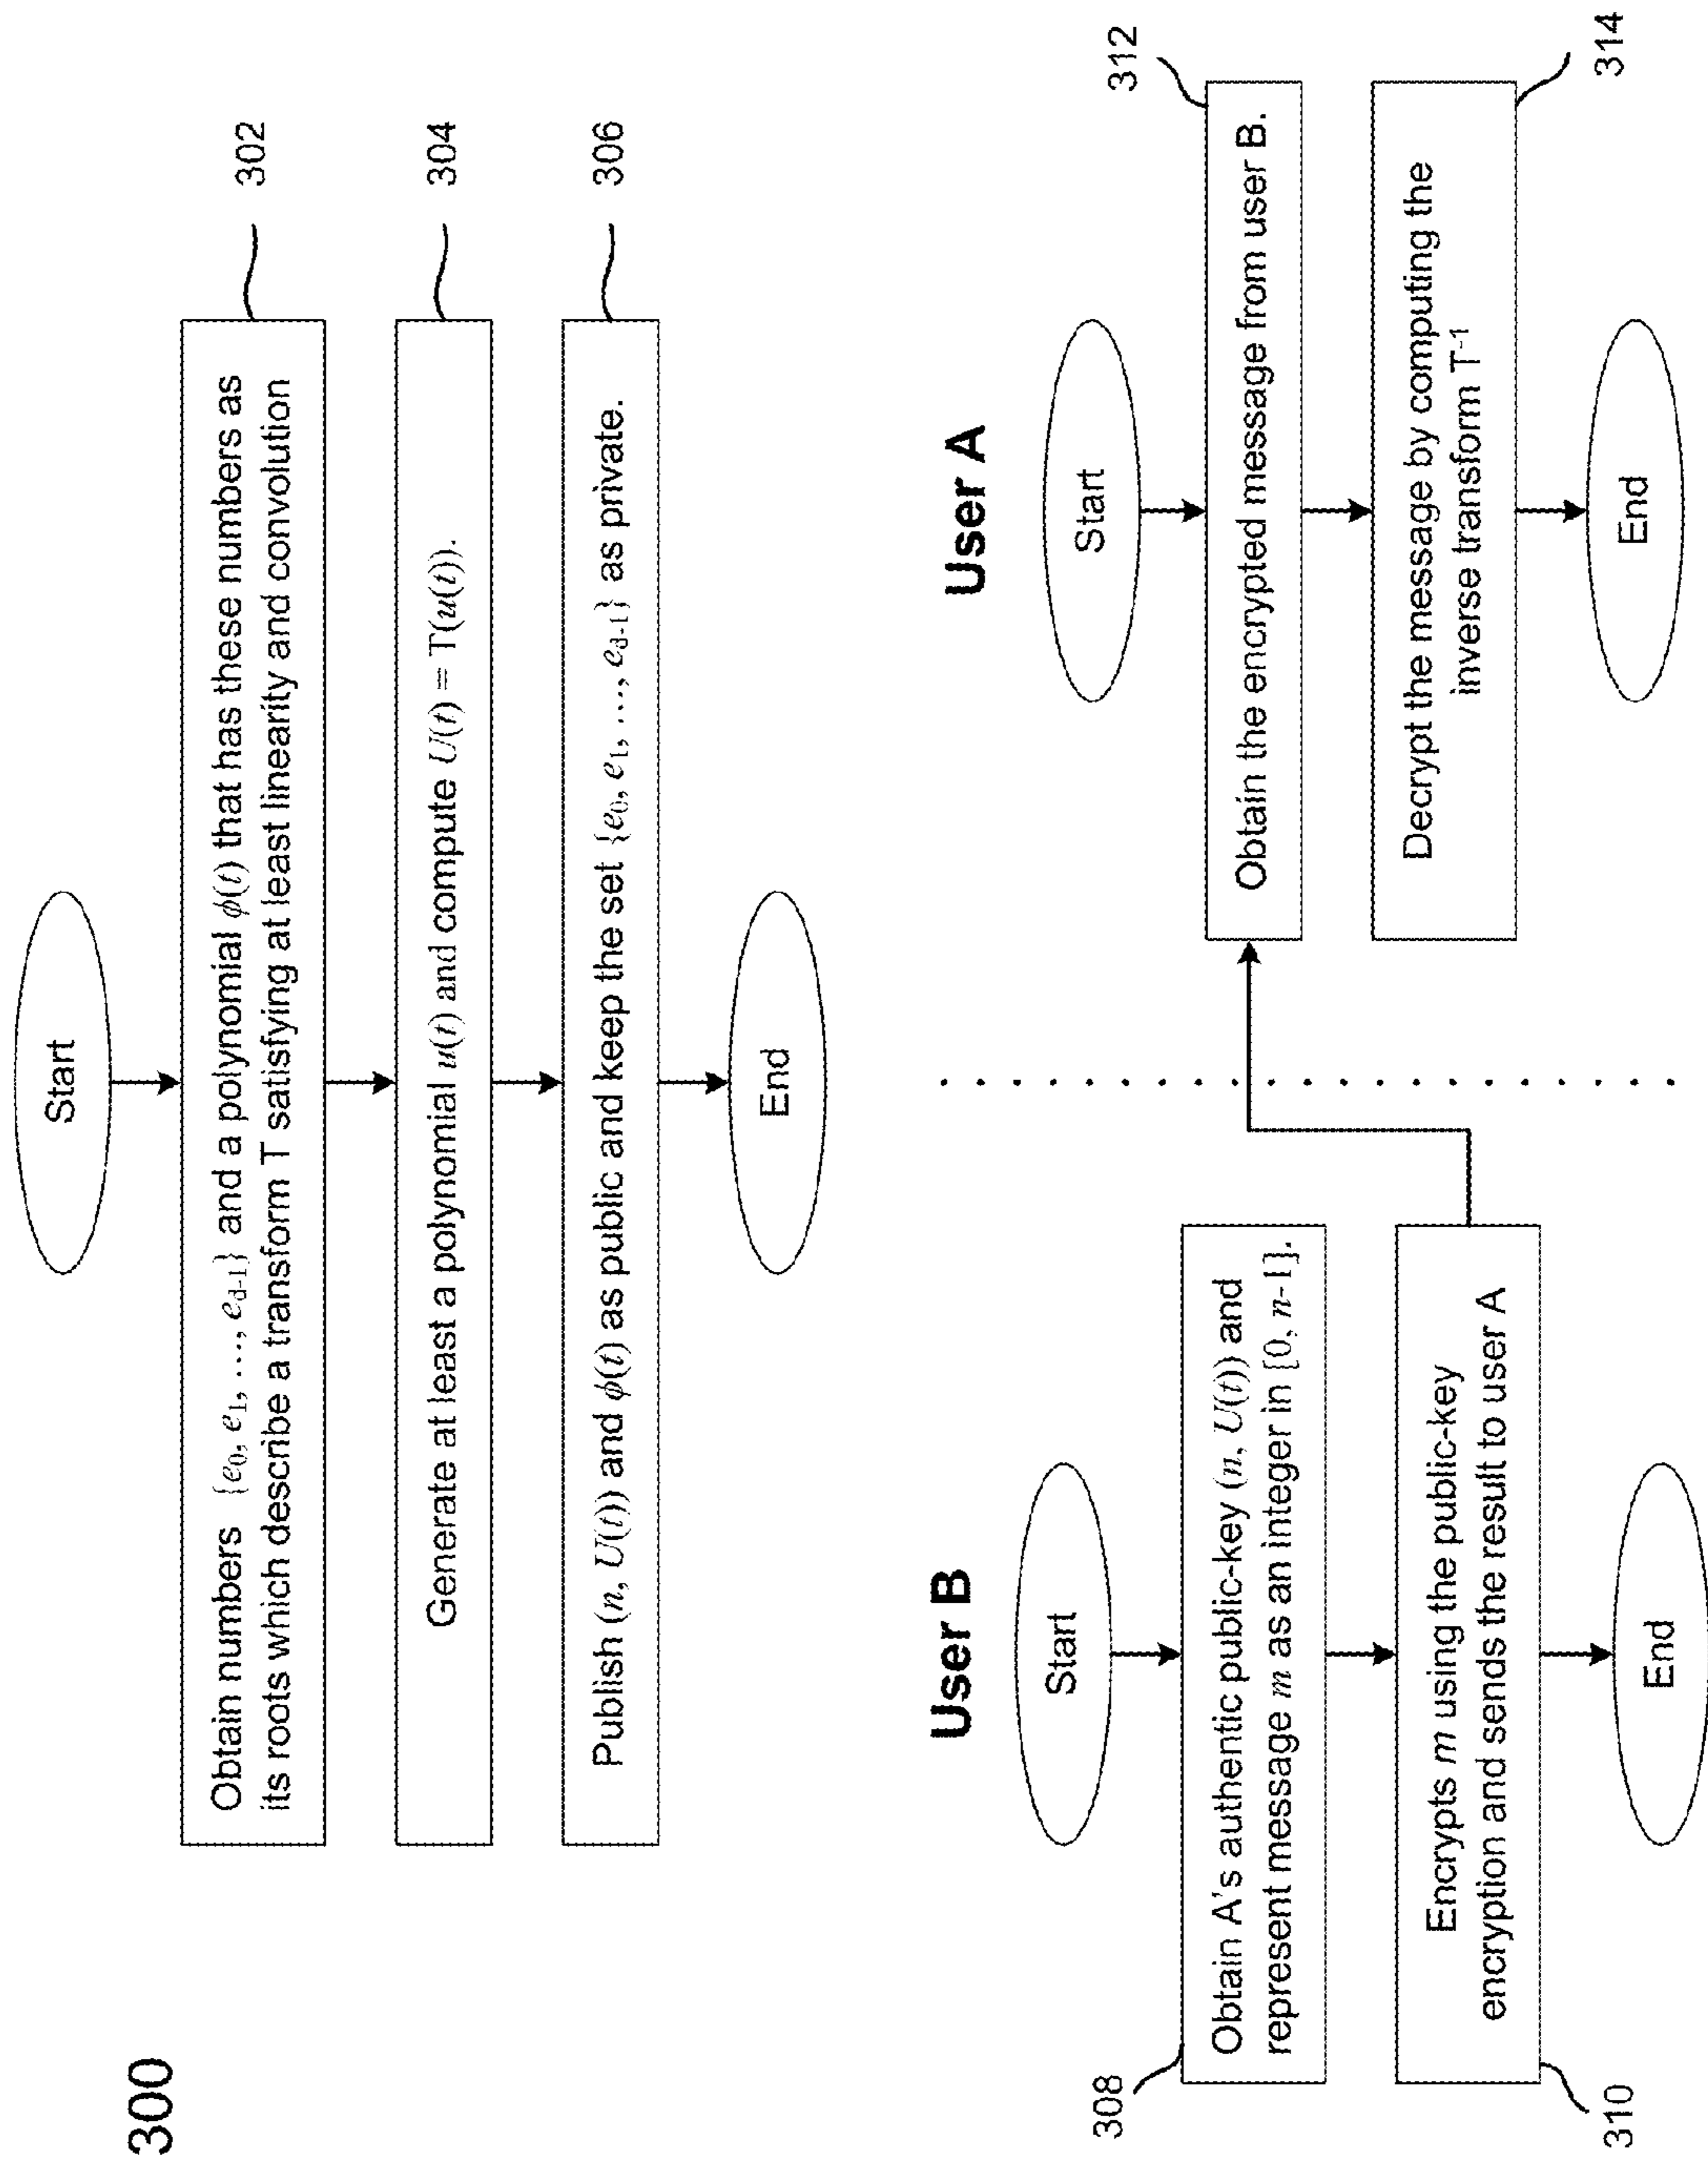 300
Start
Obtain numbers {e₀, e₁, …, e_{d-1}} and a polynomial ϕ(t) that has these numbers as
its roots which describe a transform T satisfying at least linearity and convolution
302
Generate at least a polynomial u(t) and compute U(t) = T(u(t)).
304
Publish (n, U(t)) and ϕ(t) as public and keep the set {e₀, e₁, …, e_{d-1}} as private.
306
End
User B
Start
308
Obtain A's authentic public-key (n, U(t)) and
represent message m as an integer in [0, n-1].
Encrypts m using the public-key
encryption and sends the result to user A
310
End
User A
Start
312
Obtain the encrypted message from user B.
Decrypt the message by computing the
inverse transform T⁻¹
314
End